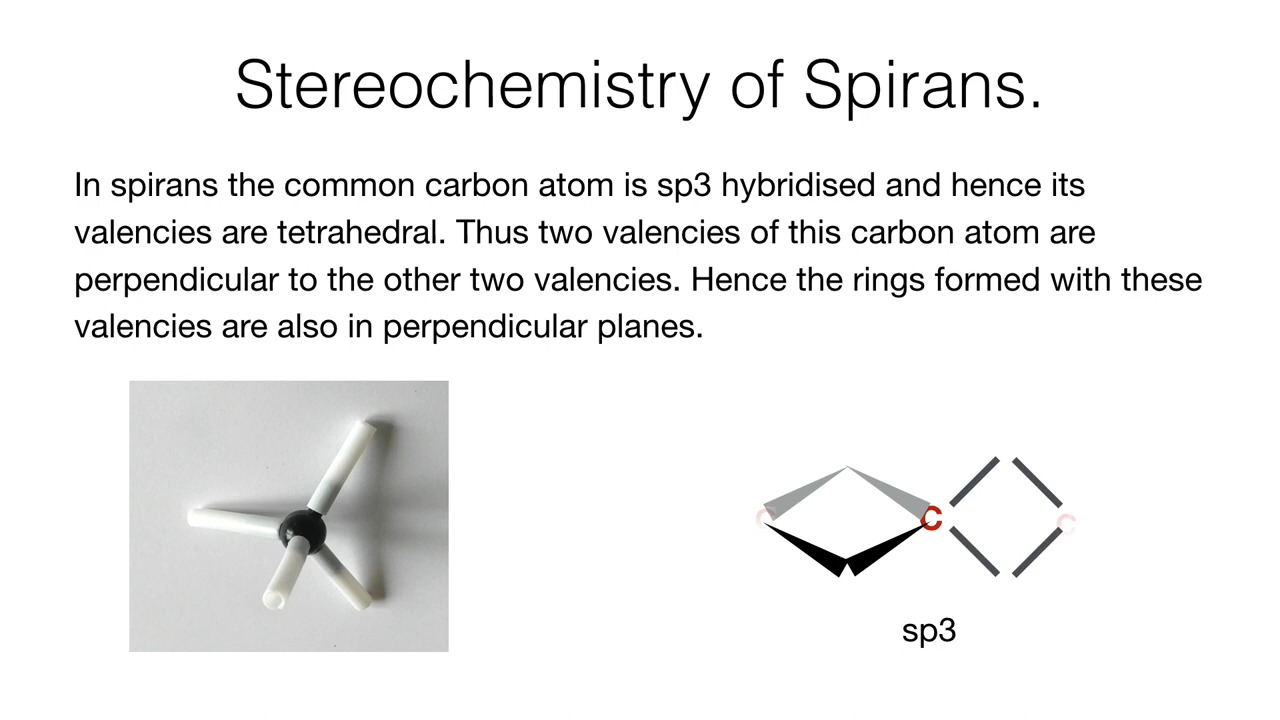 Stereochemistry of Spirans.
In spirans the common carbon atom is sp3 hybridised and hence its
valencies are tetrahedral. Thus two valencies of this carbon atom are
perpendicular to the other two valencies. Hence the rings formed with these
valencies are also in perpendicular planes.
C C C
sp3